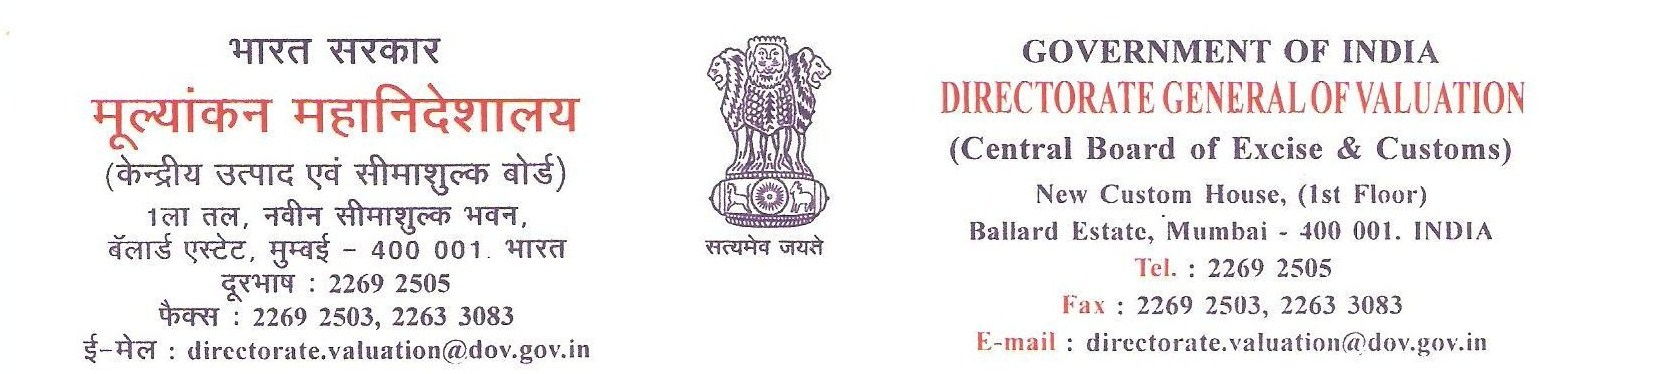 भारत सरकार
मूल्यांकन महानिदेशालय
(केन्द्रीय उत्पाद एवं सीमाशुल्क बोर्ड)
1ला तल, नवीन सीमाशुल्क भवन,
बॅलार्ड एस्टेट, मुम्बई – 400 001. भारत
दूरभाष : 2269 2505
फैक्स : 2269 2503, 2263 3083
ई-मेल : directorate.valuation@dov.gov.in
सत्यमेव जयते
GOVERNMENT OF INDIA
DIRECTORATE GENERAL OF VALUATION
(Central Board of Excise & Customs)
New Custom House, (1st Floor)
Ballard Estate, Mumbai - 400 001. INDIA
Tel. : 2269 2505
Fax : 2269 2503, 2263 3083
E-mail : directorate.valuation@dov.gov.in